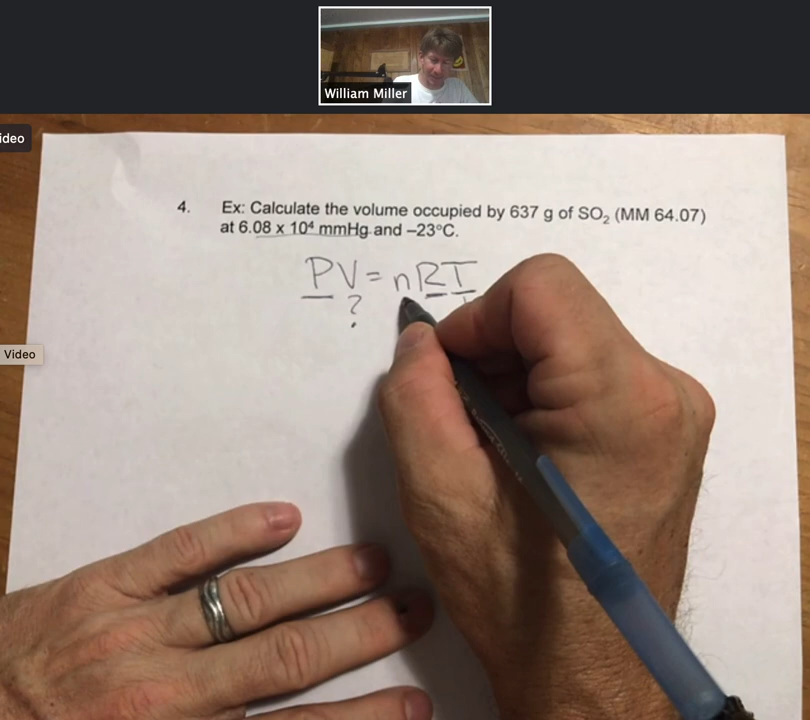 William Miller
ideo
4. Ex: Calculate the volume occupied by 637 g of SO₂ (MM 64.07)
at 6.08 x 10⁴ mmHg and –23°C.
PV = nRT
?
Video